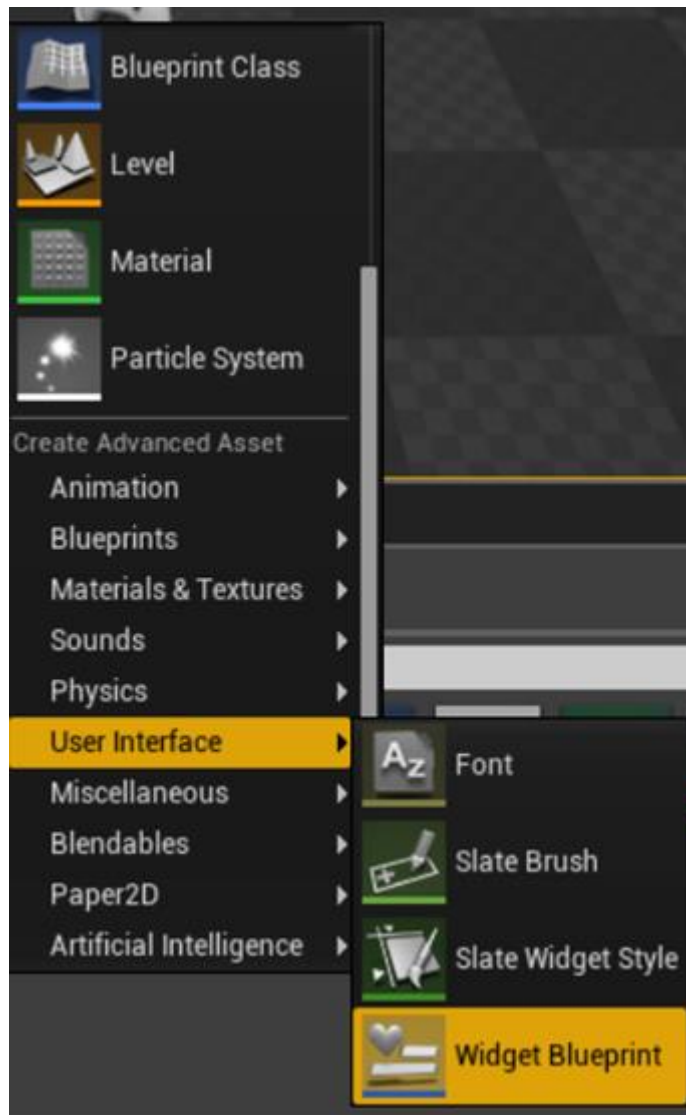 Blueprint Class
Level
Material
Particle System
Create Advanced Asset
Animation
Blueprints
Materials & Textures
Sounds
Physics
User Interface
Miscellaneous
Blendables
Paper2D
Artificial Intelligence
Az
Font
Slate Brush
Slate Widget Style
Widget Blueprint